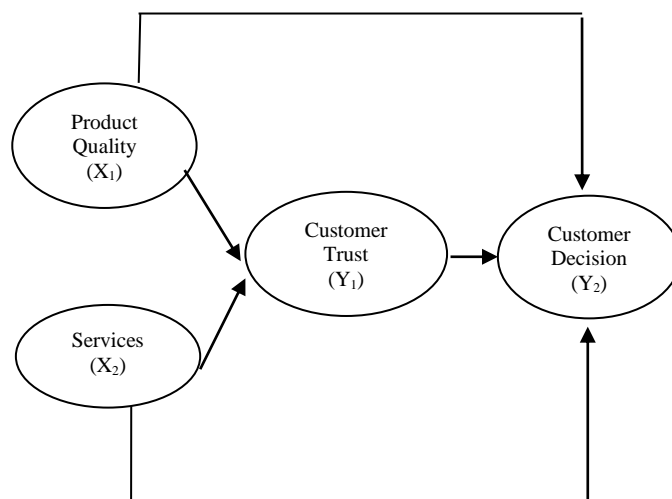 Product
Quality
(X₁)
Customer
Trust
(Y₁)
Customer
Decision
(Y₂)
Services
(X₂)